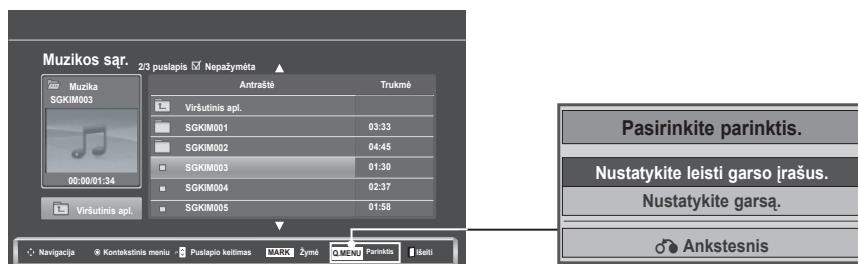 Muzikos sąr. 2/3 puslapis ☑ Nepažymėta
Muzika
SGKIM003
00:00/01:34
Viršutinis apl.
Antraštė Trukmė
Viršutinis apl.
SGKIM001 03:33
SGKIM002 04:45
SGKIM003 01:30
SGKIM004 02:37
SGKIM005 01:58
Navigacija Kontekstinis meniu P Puslapio keitimas MARK Žymė Q.MENU Parinktis Išeiti
Pasirinkite parinktis.
Nustatykite leisti garso įrašus.
Nustatykite garsą.
Ankstesnis